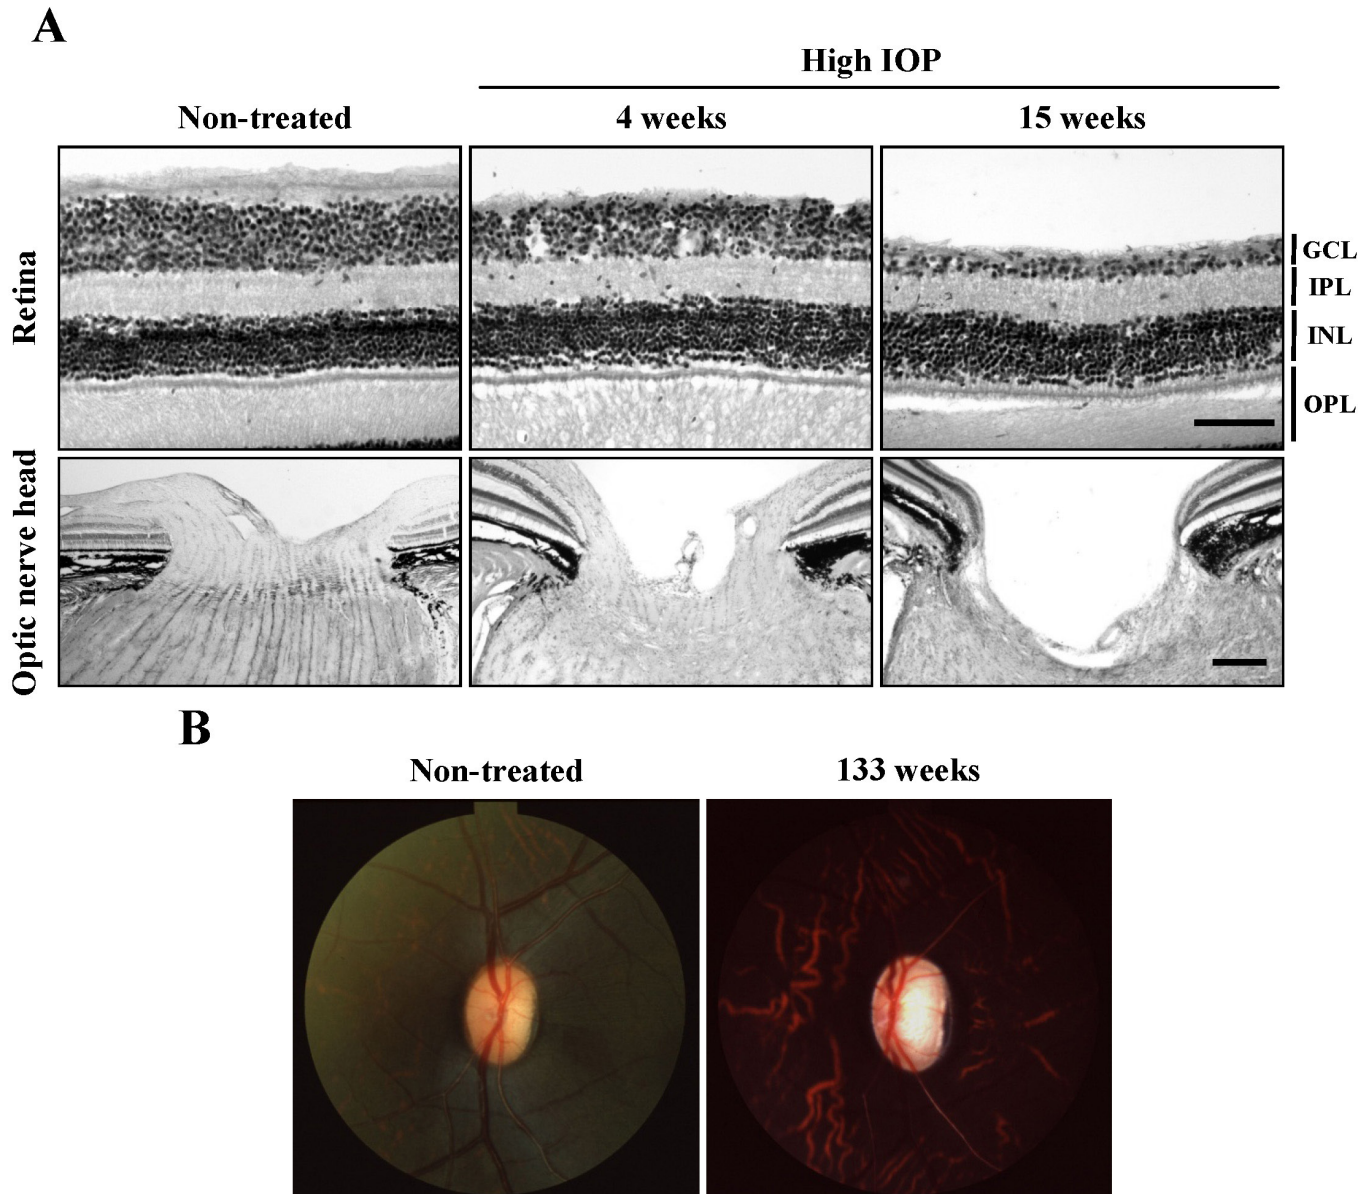 A
High IOP
Non-treated
4 weeks
15 weeks
Retina
GCL
IPL
INL
OPL
Optic nerve head
B
Non-treated
133 weeks